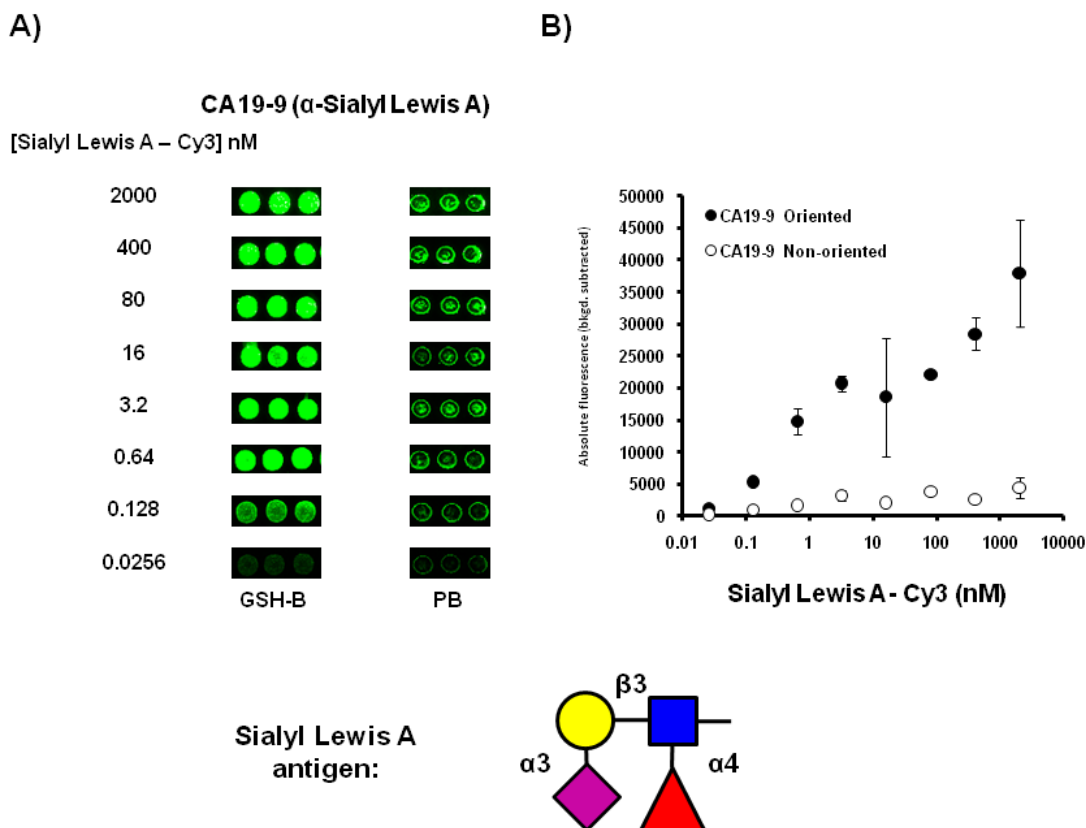 A)
CA19-9 (α-Sialyl Lewis A)
[Sialyl Lewis A – Cy3] nM
2000
400
80
16
3.2
0.64
0.128
0.0256
GSH-B PB
B)
Absolute fluorescence (bkgd. subtracted)
50000
45000
40000
35000
30000
25000
20000
15000
10000
5000
0
CA19-9 Oriented
CA19-9 Non-oriented
0.01 0.1 1 10 100 1000 10000
Sialyl Lewis A - Cy3 (nM)
Sialyl Lewis A
antigen:
β3
α3 α4